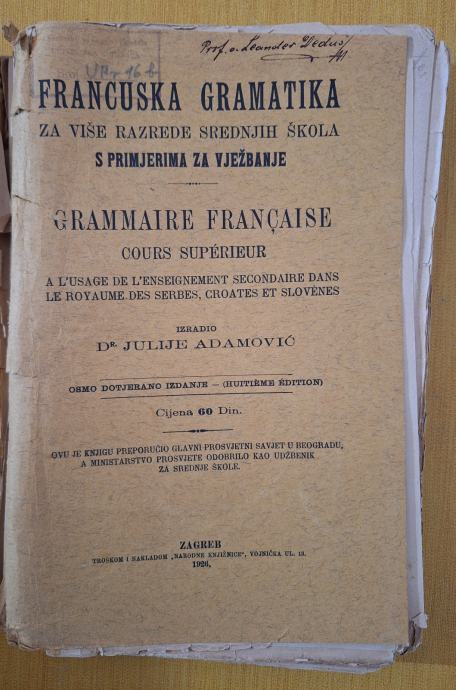 Prof. o. Leander
FRANCUSKA GRAMATIKA
ZA VIŠE RAZREDE SREDNJIH ŠKOLA
S PRIMJERIMA ZA VJEŽBANJE
GRAMMAIRE FRANÇAISE
COURS SUPÉRIEUR
A L'USAGE DE L'ENSEIGNEMENT SECONDAIRE DANS
LE ROYAUME DES SERBES, CROATES ET SLOVÈNES
IZRADIO
DR. JULIJE ADAMOVIĆ
OSMO DOTJERANO IZDANJE — (HUITIÈME ÉDITION)
Cijena 60 Din.
OVU JE KNJIGU PREPORUČIO GLAVNI PROSVJETNI SAVJET U BEOGRADU,
A MINISTARSTVO PROSVJETE ODOBRILO KAO UDŽBENIK
ZA SREDNJE ŠKOLE.
ZAGREB
TROŠKOM I NAKLADOM „NARODNE KNJIŽNICE", VOJNIČKA UL. 13.
1926.